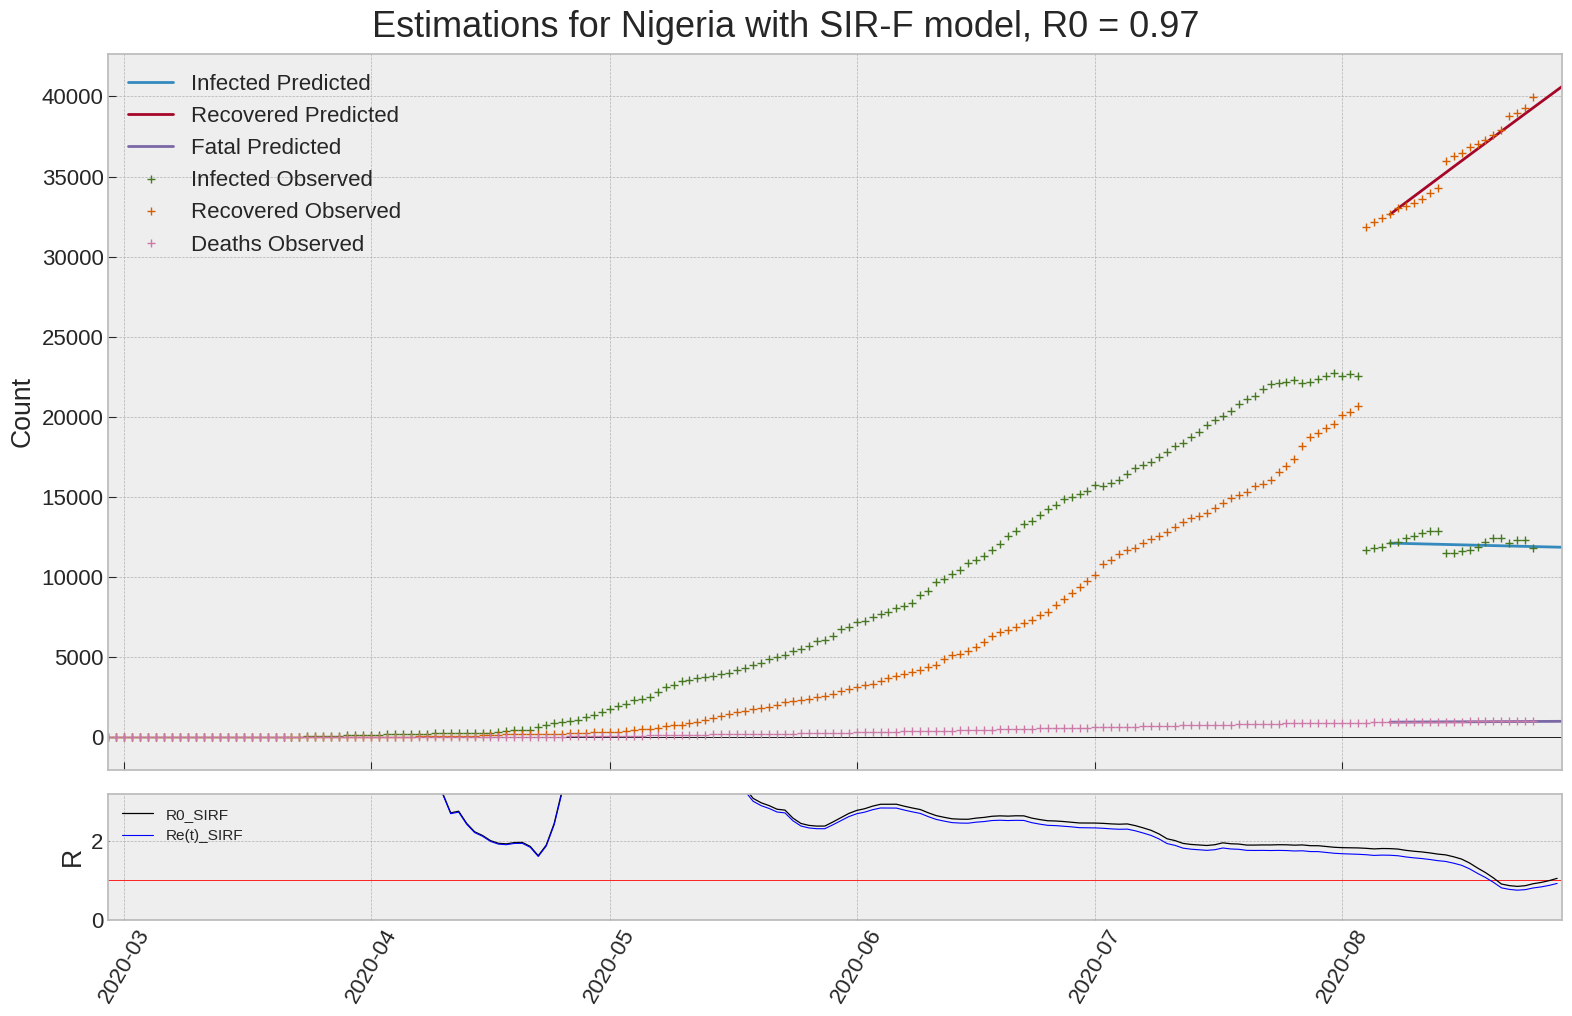 Estimations for Nigeria with SIR-F model, R0 = 0.97
Infected Predicted
Recovered Predicted
Fatal Predicted
Infected Observed
Recovered Observed
Deaths Observed
40000
35000
30000
25000
20000
15000
10000
5000
0
Count
R0_SIRF
Re(t)_SIRF
2
0
R
2020-03
2020-04
2020-05
2020-06
2020-07
2020-08